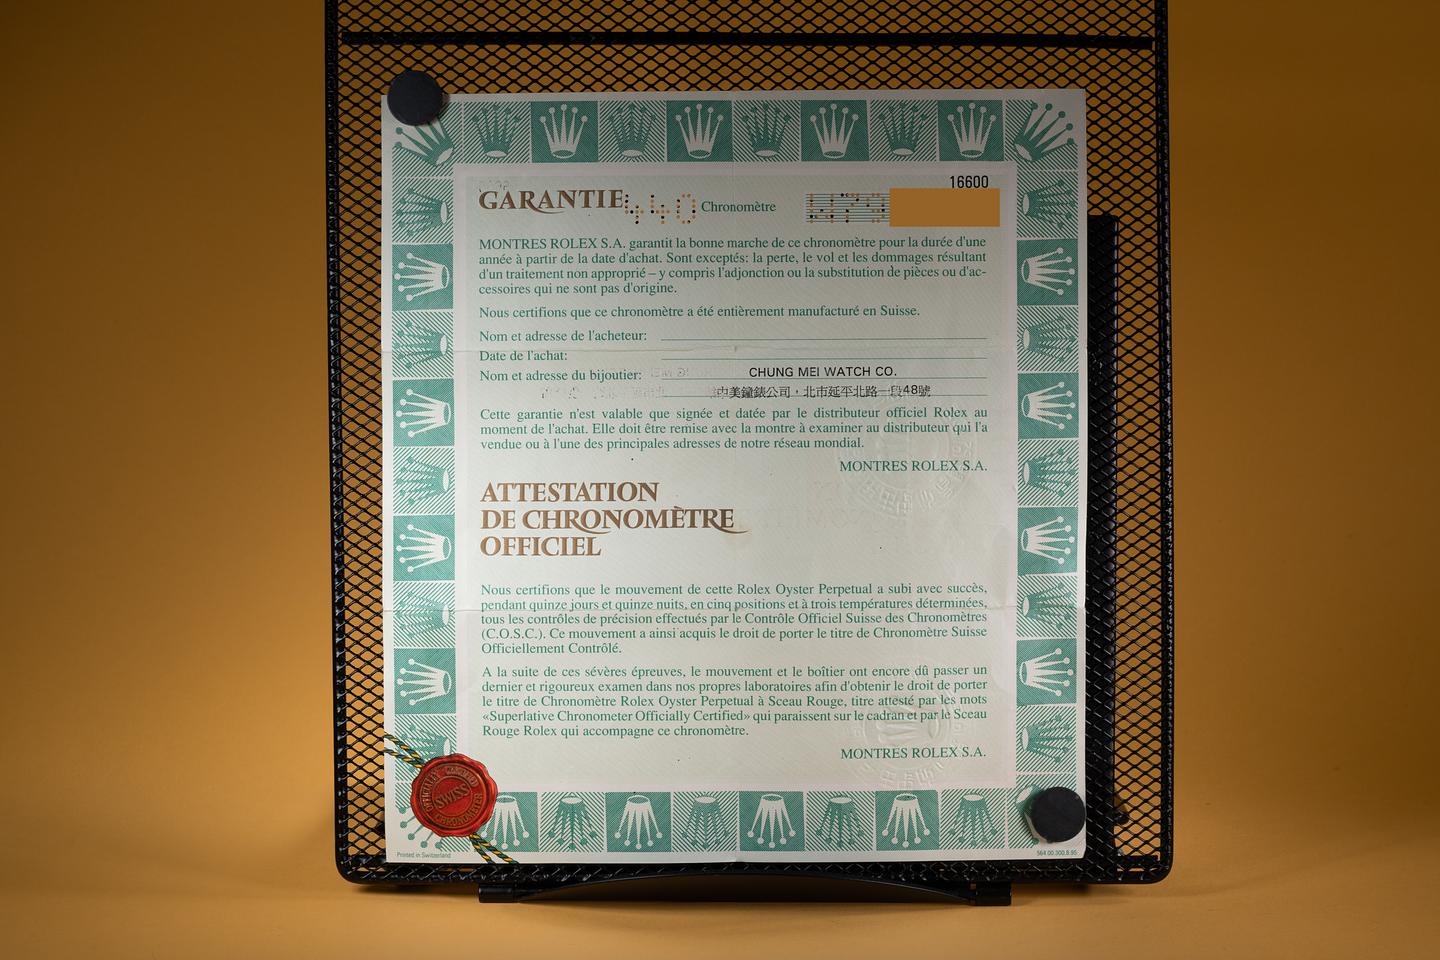 16600
GARANTIE 440 Chronomètre
MONTRES ROLEX S.A. garantit la bonne marche de ce chronomètre pour la durée d'une
année à partir de la date d'achat. Sont exceptés: la perte, le vol et les dommages résultant
d'un traitement non approprié – y compris l'adjonction ou la substitution de pièces ou d'ac-
cessoires qui ne sont pas d'origine.
Nous certifions que ce chronomètre a été entièrement manufacturé en Suisse.
Nom et adresse de l'acheteur:
Date de l'achat:
Nom et adresse du bijoutier: CHUNG MEI WATCH CO.
中美鐘錶公司，北市延平北路一段48號
Cette garantie n'est valable que signée et datée par le distributeur officiel Rolex au
moment de l'achat. Elle doit être remise avec la montre à examiner au distributeur qui l'a
vendue ou à l'une des principales adresses de notre réseau mondial.
MONTRES ROLEX S.A.
ATTESTATION
DE CHRONOMÈTRE
OFFICIEL
Nous certifions que le mouvement de cette Rolex Oyster Perpetual a subi avec succès,
pendant quinze jours et quinze nuits, en cinq positions et à trois températures déterminées,
tous les contrôles de précision effectués par le Contrôle Officiel Suisse des Chronomètres
(C.O.S.C.). Ce mouvement a ainsi acquis le droit de porter le titre de Chronomètre Suisse
Officiellement Contrôlé.
A la suite de ces sévères épreuves, le mouvement et le boîtier ont encore dû passer un
dernier et rigoureux examen dans nos propres laboratoires afin d'obtenir le droit de porter
le titre de Chronomètre Rolex Oyster Perpetual à Sceau Rouge, titre attesté par les mots
«Superlative Chronometer Officially Certified» qui paraissent sur le cadran et par le Sceau
Rouge Rolex qui accompagne ce chronomètre.
MONTRES ROLEX S.A.
OFFICIALLY
SWISS
CHRONOMETER
Printed in Switzerland
564.00.300.8.95